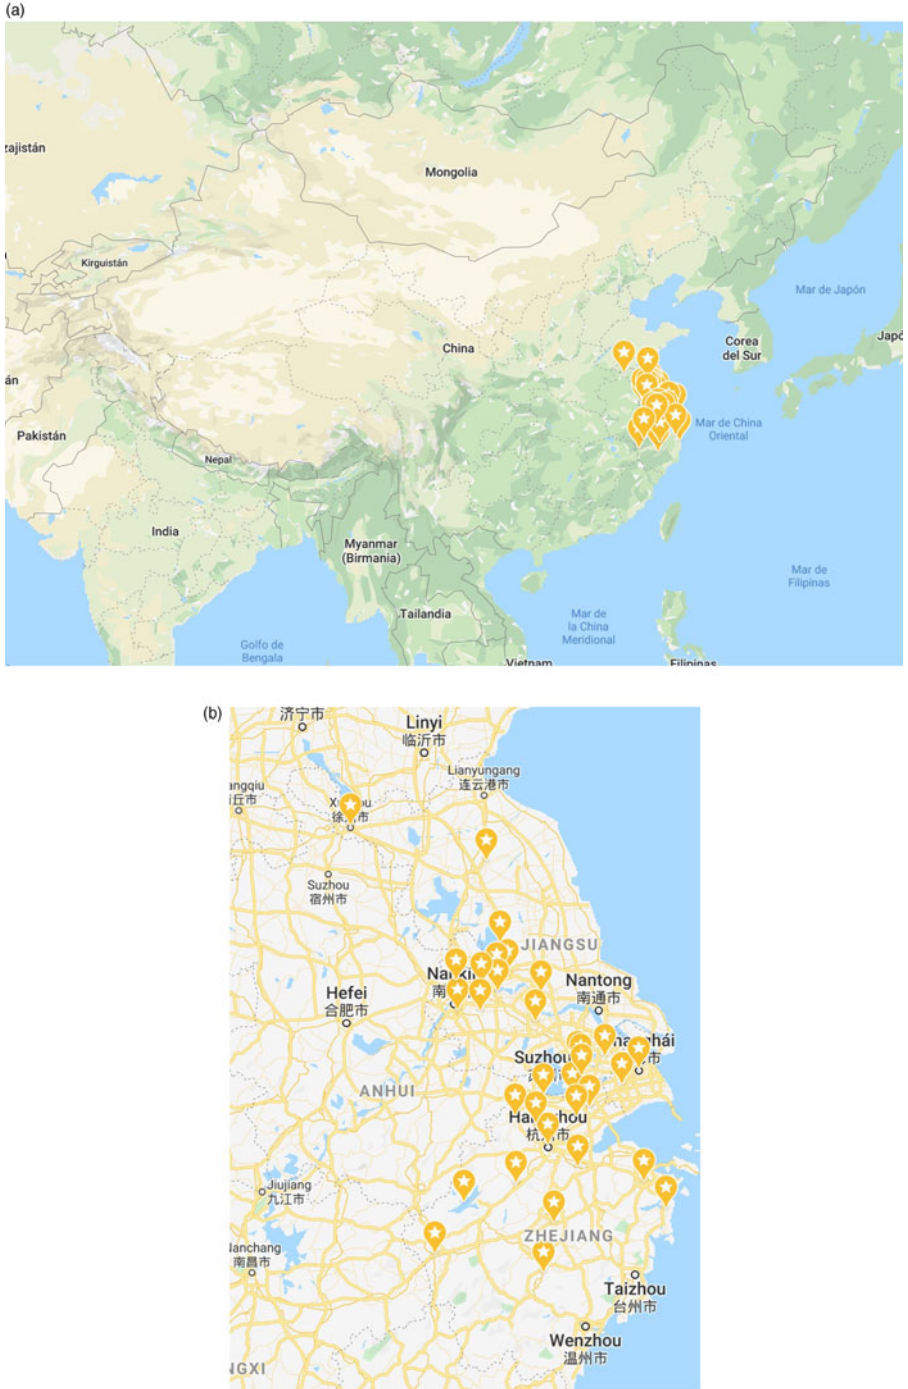 (a)
zajistán
Mongolia
Kirguistán
Mar de Japón
Corea
del Sur
Japó
China
án
Pakistán
Mar de China
Oriental
Nepal
India
Myanmar
(Birmania)
Mar de
Filipinas
Tailandia
Mar de
la China
Meridional
Golfo de
Bengala
Vietnam
Filipinas
(b)
济宁市
Linyi
临沂市
Lianyungang
连云港市
angqiu
丘市
Suzhou
宿州市
JIANGSU
Hefei
合肥市
Nantong
南通市
Suzhou
ANHUI
Jiujiang
九江市
ZHEJIANG
Nanchang
南昌市
Taizhou
台州市
Wenzhou
温州市
NGXI